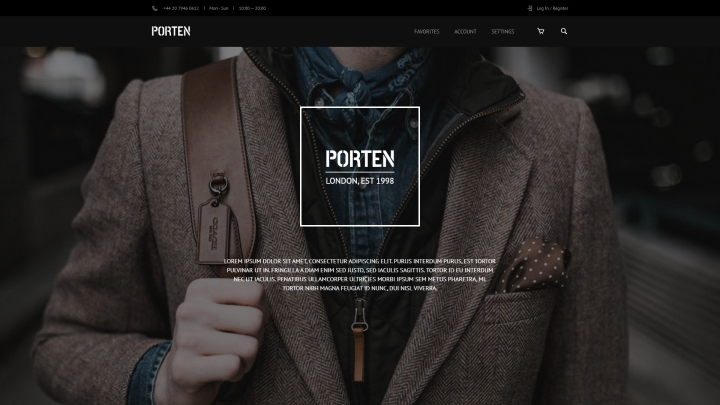 +44 20 7946 0612 | Mon - Sun | 10:00 — 20:00 Log In / Register
PORTEN FAVORITES ACCOUNT SETTINGS
PORTEN
LONDON, EST 1998
LOREM IPSUM DOLOR SIT AMET, CONSECTETUR ADIPISCING ELIT. PURUS INTERDUM PURUS, EST TORTOR
PULVINAR UT IN. FRINGILLA A DIAM ENIM SED JUSTO, SED IACULIS SAGITTIS. TORTOR ID EU INTERDUM
NEC UT IACULIS. PENATIBUS ULLAMCORPER ULTRICIES MORBI IPSUM SEM METUS PHARETRA, MI.
TORTOR NIBH MAGNA FEUGIAT ID NUNC, DUI NISL VIVERRA.